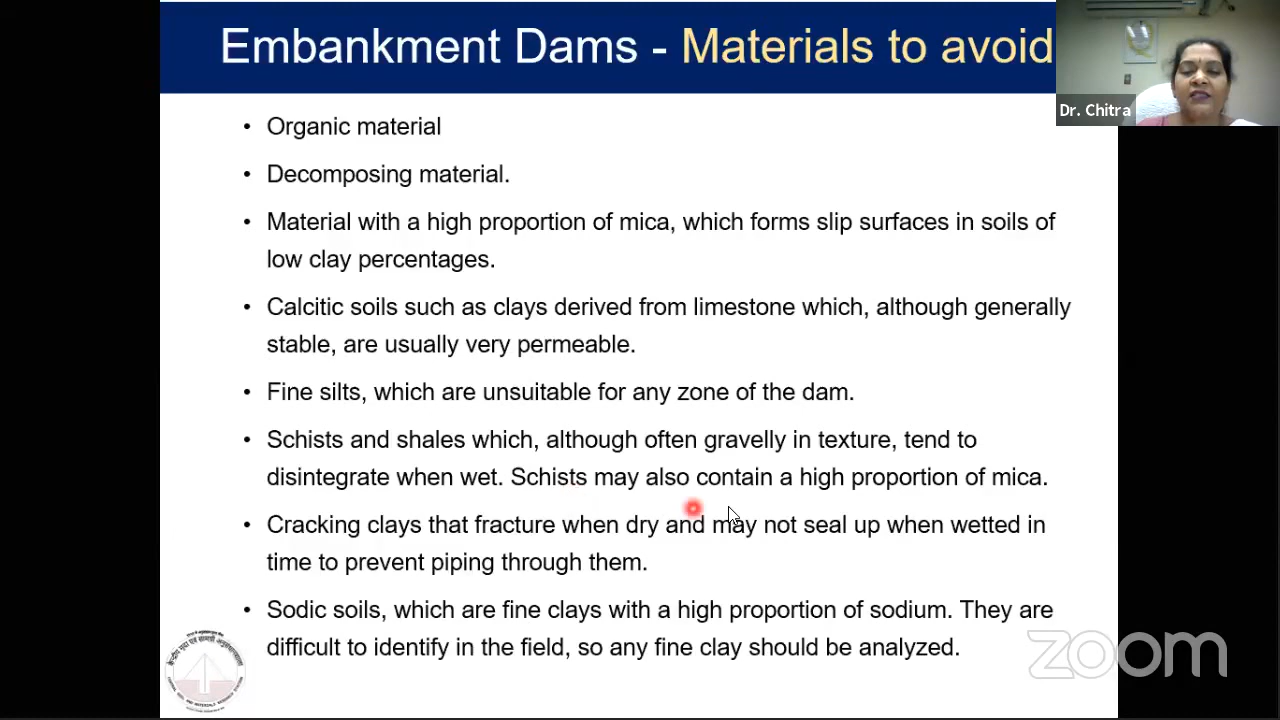 Embankment Dams - Materials to avoid
Dr. Chitra
• Organic material
• Decomposing material.
• Material with a high proportion of mica, which forms slip surfaces in soils of
low clay percentages.
• Calcitic soils such as clays derived from limestone which, although generally
stable, are usually very permeable.
• Fine silts, which are unsuitable for any zone of the dam.
• Schists and shales which, although often gravelly in texture, tend to
disintegrate when wet. Schists may also contain a high proportion of mica.
• Cracking clays that fracture when dry and may not seal up when wetted in
time to prevent piping through them.
• Sodic soils, which are fine clays with a high proportion of sodium. They are
difficult to identify in the field, so any fine clay should be analyzed.
zoom